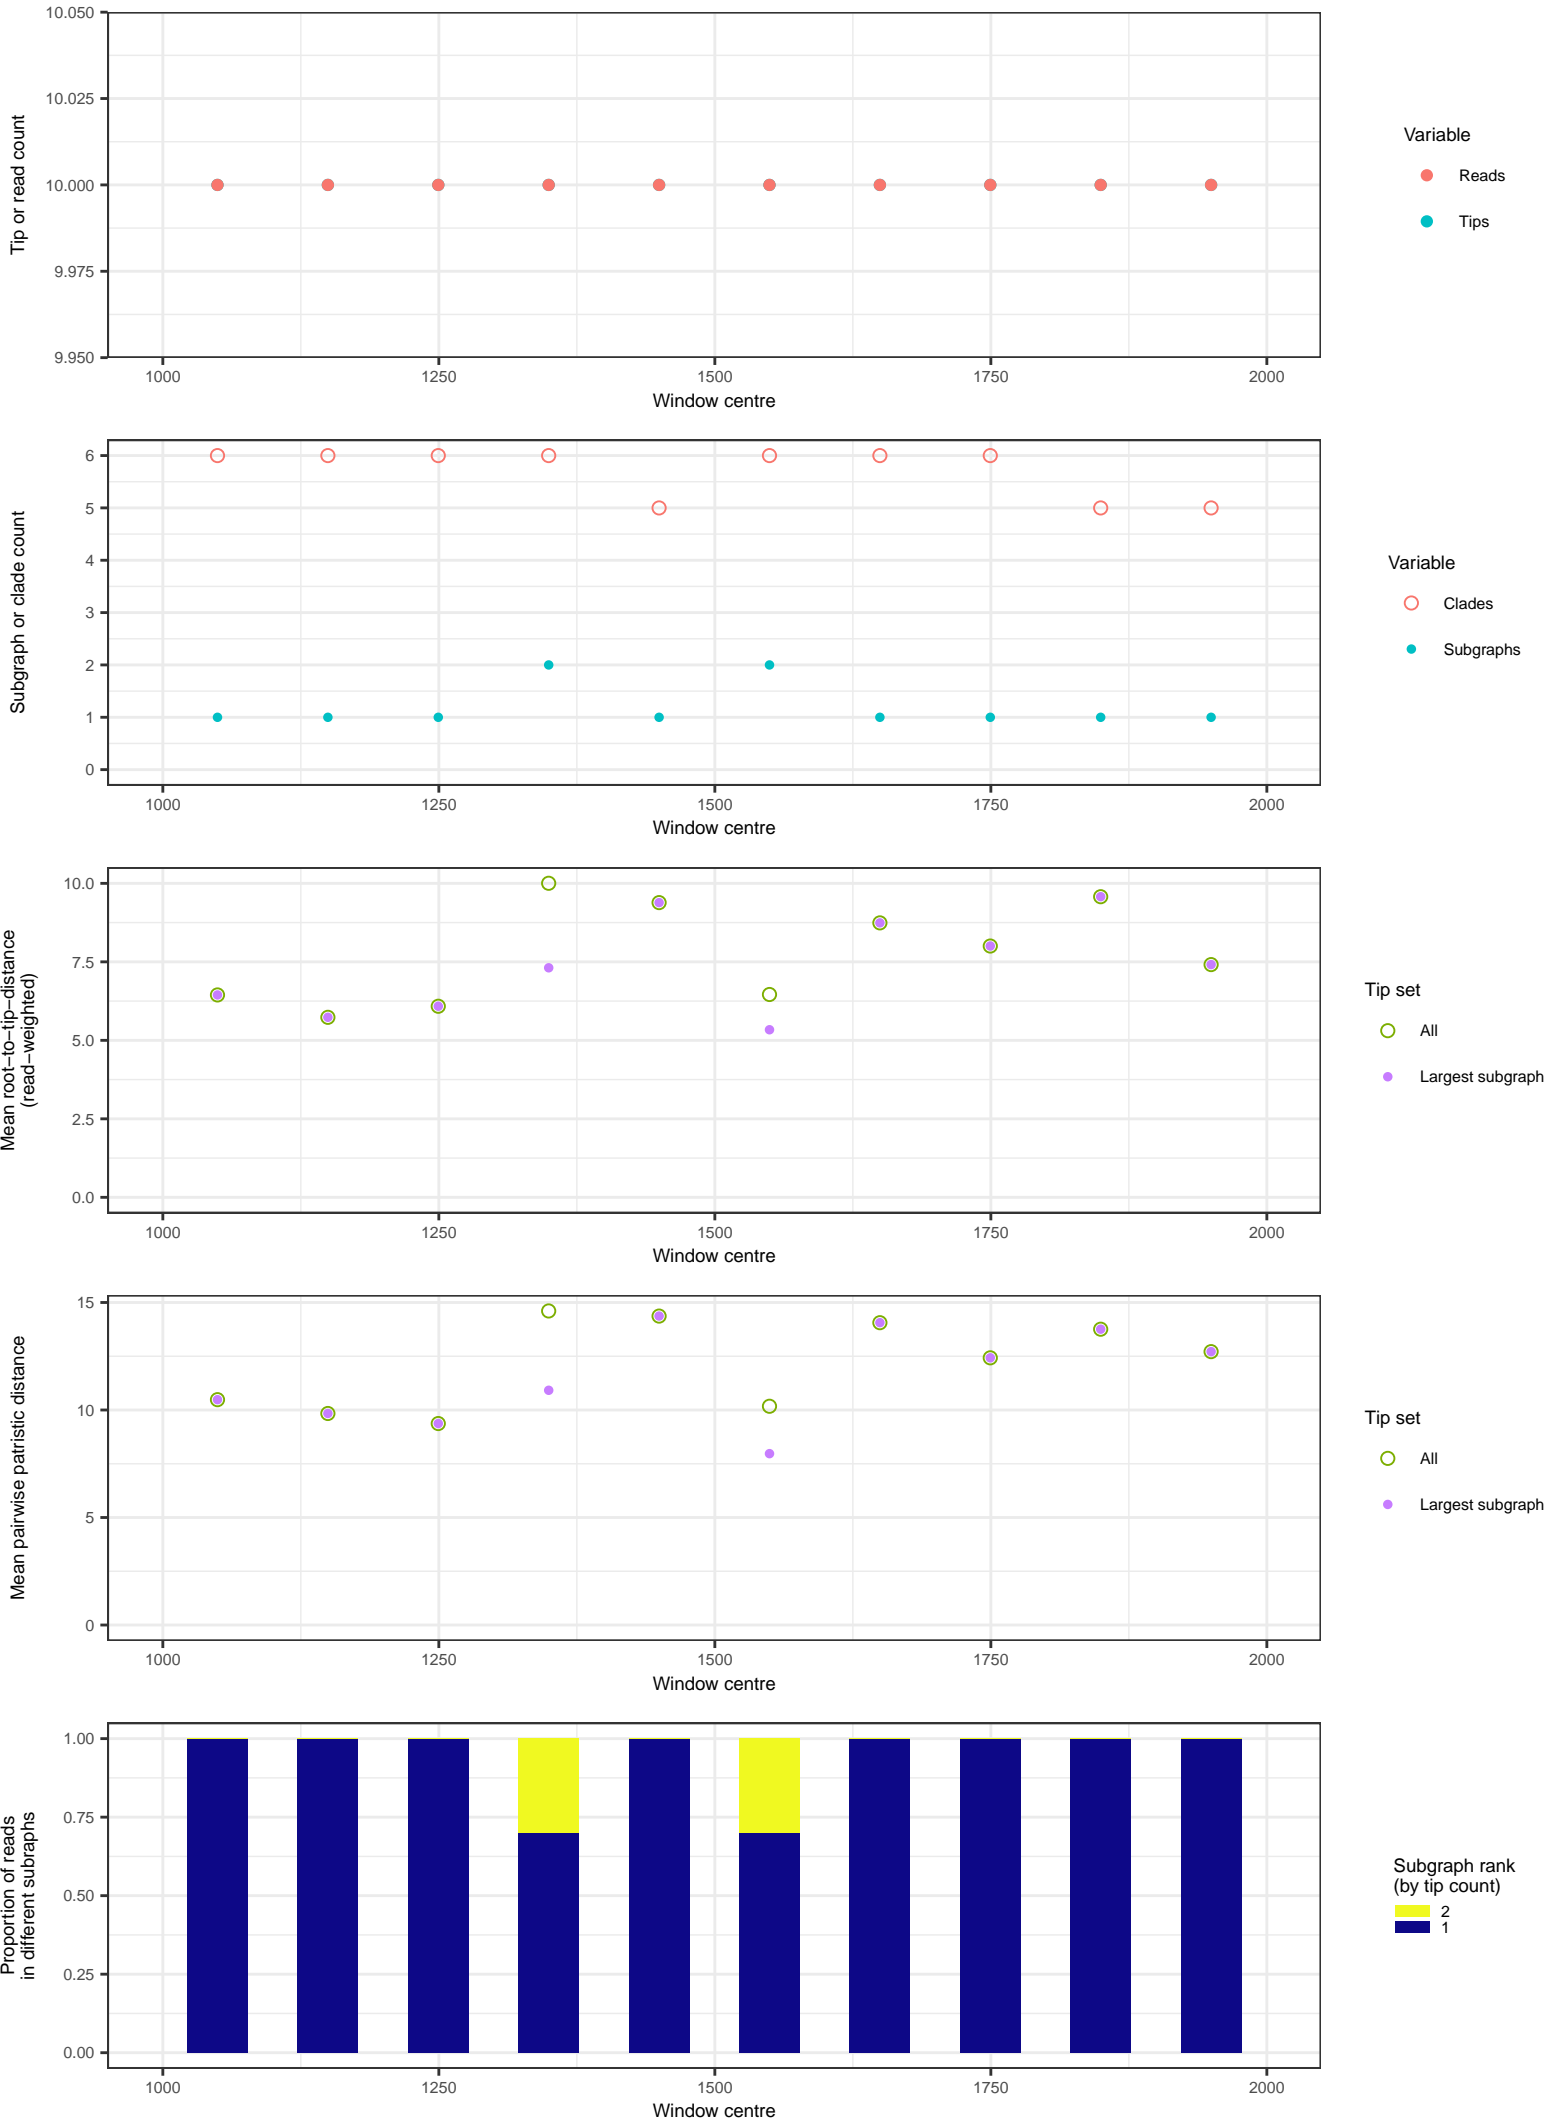 10.050
10.025
10.000
9.975
9.950
Tip or read count
1000 1250 1500 1750 2000
Window centre
Variable
Reads
Tips
6
5
4
3
2
1
0
Subgraph or clade count
1000 1250 1500 1750 2000
Window centre
Variable
Clades
Subgraphs
10.0
7.5
5.0
2.5
0.0
Mean root−to−tip−distance
(read−weighted)
1000 1250 1500 1750 2000
Window centre
Tip set
All
Largest subgraph
15
10
5
0
Mean pairwise patristic distance
1000 1250 1500 1750 2000
Window centre
Tip set
All
Largest subgraph
1.00
0.75
0.50
0.25
0.00
Proportion of reads
in different subraphs
1000 1250 1500 1750 2000
Window centre
Subgraph rank
(by tip count)
2
1